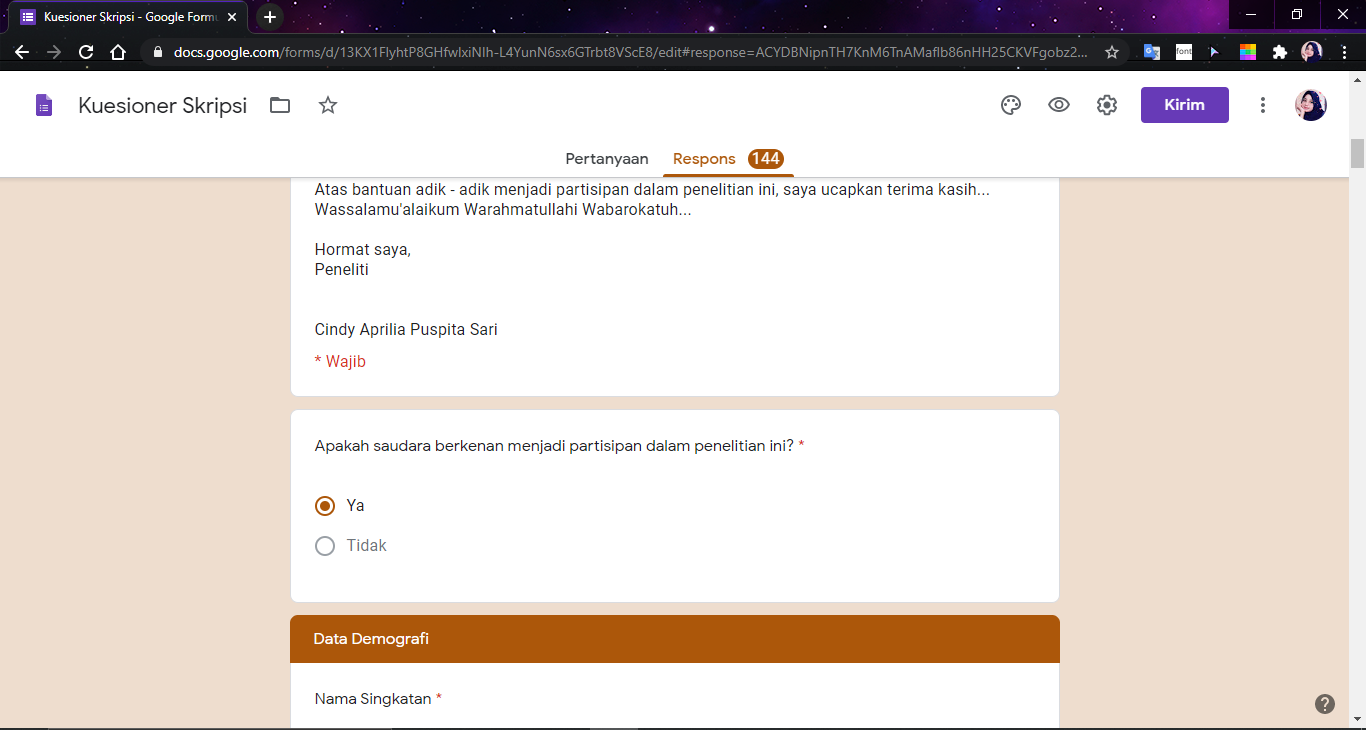 Kuesioner Skripsi - Google Formu
docs.google.com/forms/d/13KX1FlyhtP8GHfwlxiNIh-L4YunN6sx6GTrbt8VScE8/edit#response=ACYDBNipnTH7KnM6TnAMaflb86nHH25CKVFgobz2...
font
Kuesioner Skripsi
Kirim
Pertanyaan
Respons 144
Atas bantuan adik - adik menjadi partisipan dalam penelitian ini, saya ucapkan terima kasih...
Wassalamu'alaikum Warahmatullahi Wabarokatuh...
Hormat saya,
Peneliti
Cindy Aprilia Puspita Sari
* Wajib
Apakah saudara berkenan menjadi partisipan dalam penelitian ini? *
Ya
Tidak
Data Demografi
Nama Singkatan *